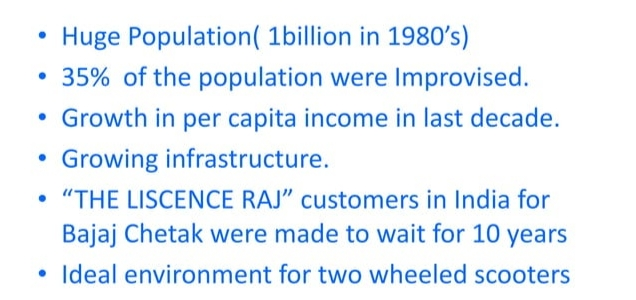 • Huge Population( 1billion in 1980’s)
• 35%  of the population were Improvised.
• Growth in per capita income in last decade.
• Growing infrastructure.
• “THE LISCENCE RAJ” customers in India for
Bajaj Chetak were made to wait for 10 years
• Ideal environment for two wheeled scooters